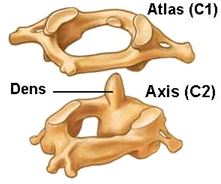 Atlas (C1)
Dens
Axis (C2)